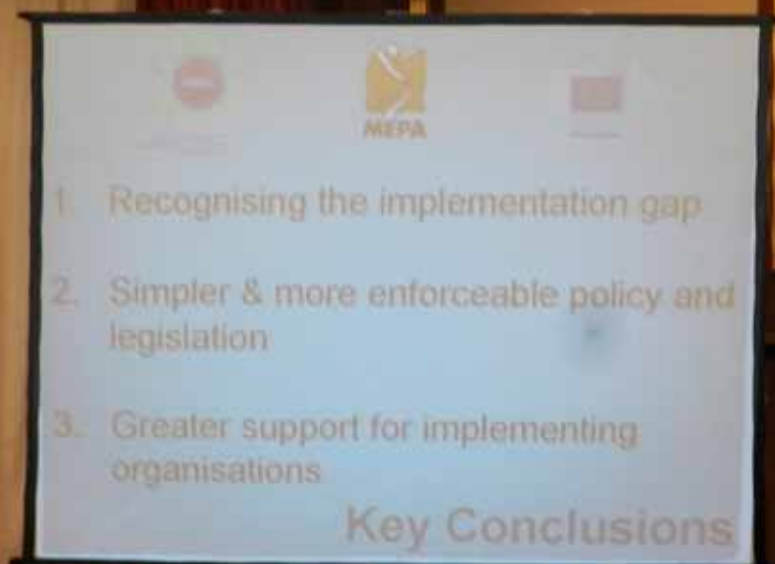 MEPA
1. Recognising the implementation gap
2. Simpler & more enforceable policy and
legislation
3. Greater support for implementing
organisations
Key Conclusions